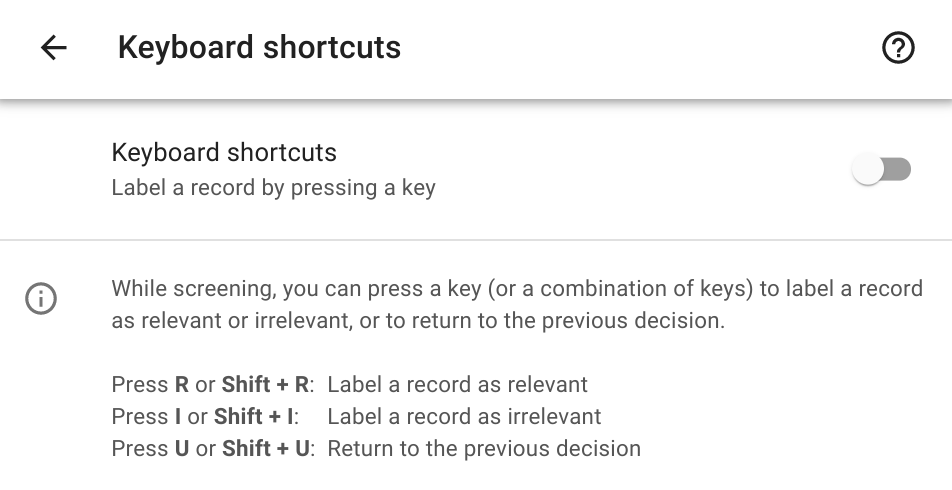 Keyboard shortcuts
Keyboard shortcuts
Label a record by pressing a key
While screening, you can press a key (or a combination of keys) to label a record
as relevant or irrelevant, or to return to the previous decision.
Press R or Shift + R: Label a record as relevant
Press I or Shift + I: Label a record as irrelevant
Press U or Shift + U: Return to the previous decision